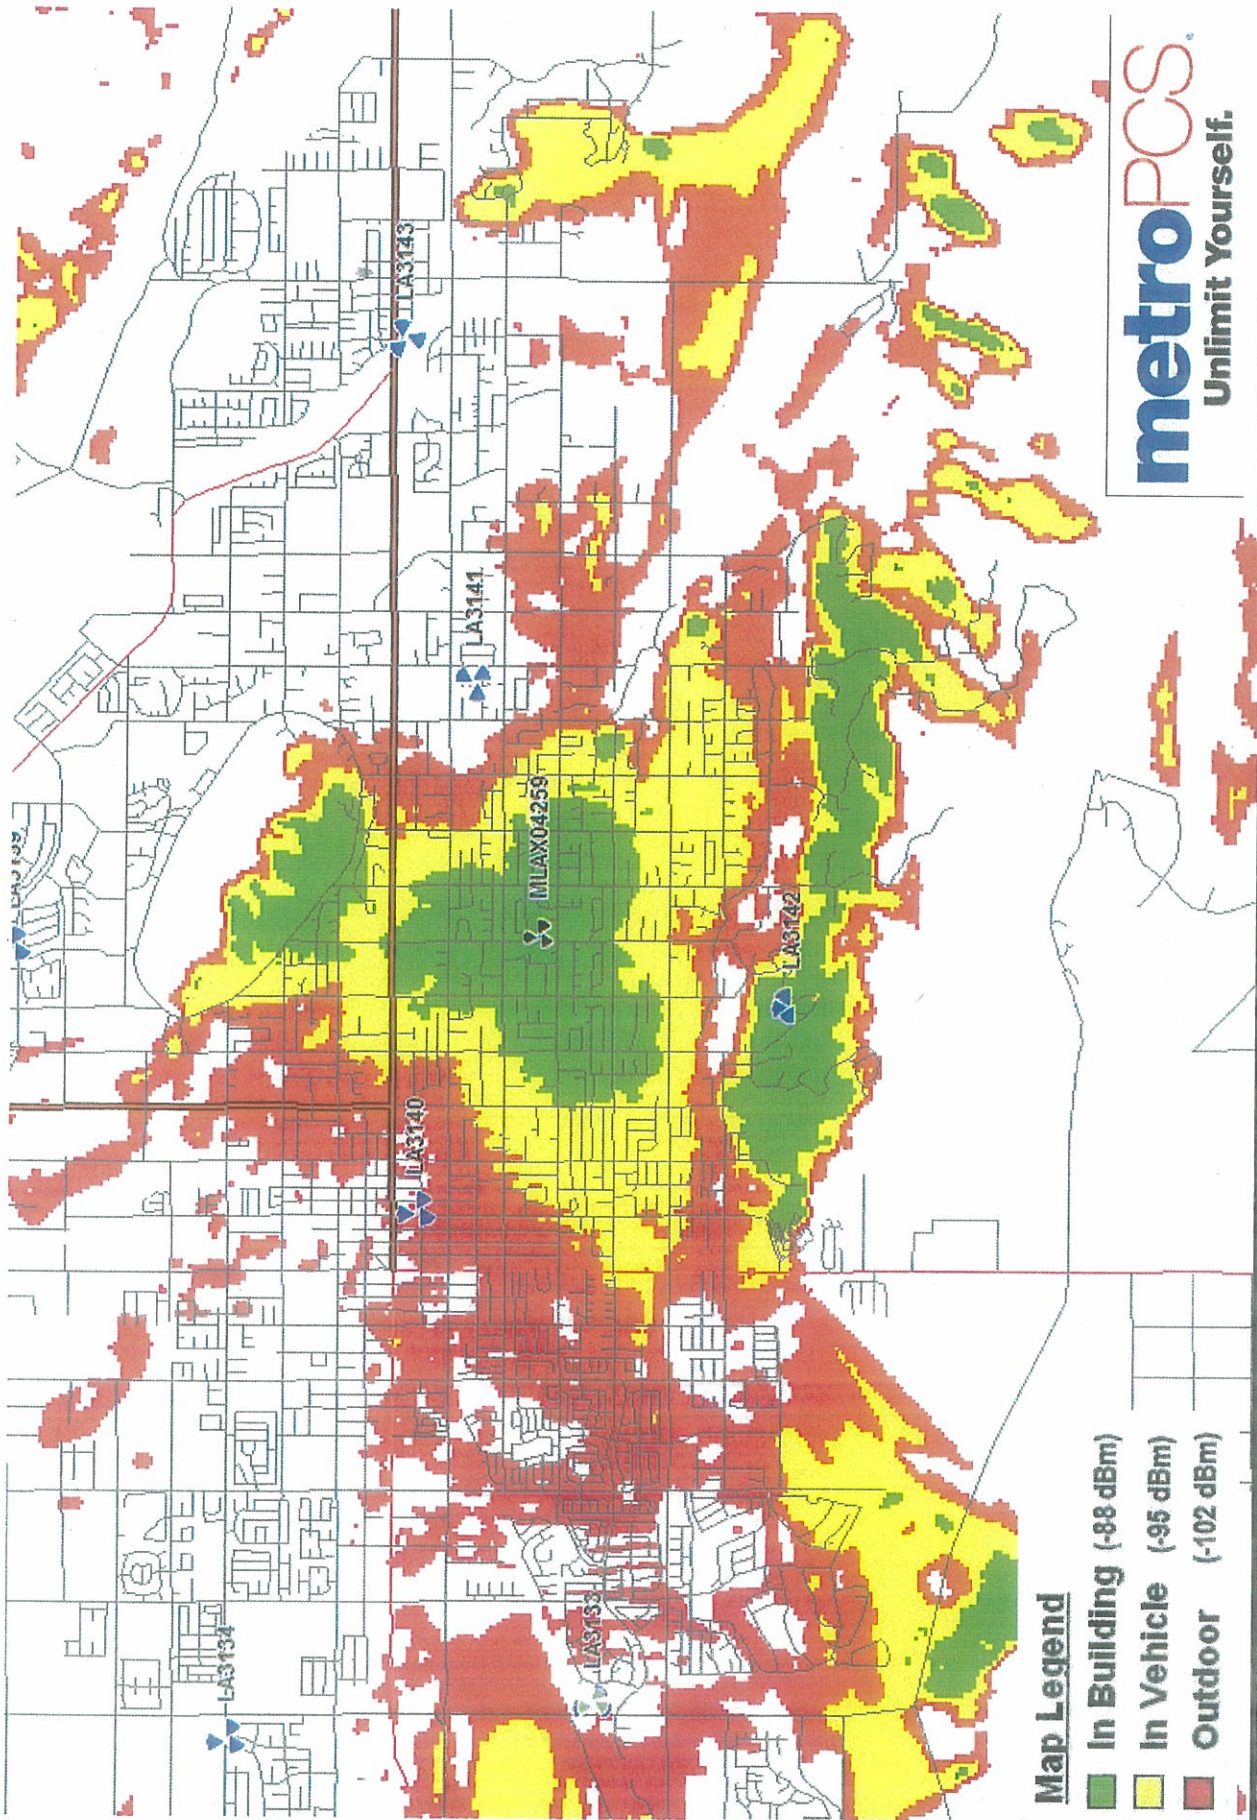 LA3134
LA3143
LA3140
LA3141
MLAX04259
LA3133
LA3142
Map Legend
In Building (-88 dBm)
In Vehicle (-95 dBm)
Outdoor (-102 dBm)
metroPCS.
Unlimit Yourself.